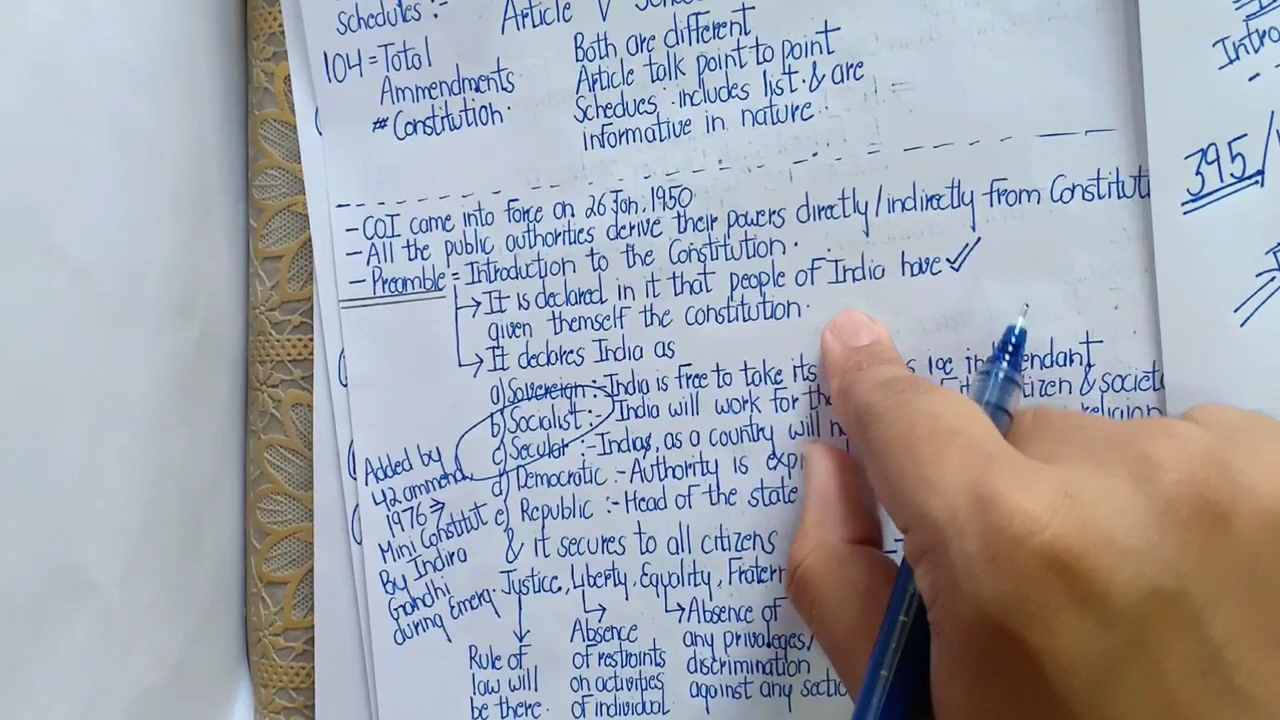 schedules :-
Article V
104 = Total
Ammendments
# Constitution.
Both are different
Article talk point to point
Schedues includes list & are
informative in nature.
- COI came into force on 26 Jan. 1950
- All the public authorities derive their powers directly/indirectly from Constituti
- Preamble = Introduction to the Constitution.
→ It is declared in it that people of India have ✓
given themself the constitution.
→ It declares India as
a) Sovereign :- India is free to take its
b) Socialist :- India will work for
c) Secular :- Indias, as a country will
d) Democratic :- Authority is
e) Republic :- Head of the state
& it secures to all citizens
Justice, Liberty, Equality, Fratern
Added by
42 ammend.
1976 ⇒
Mini Constitut
By Indira
Gandhi
during Emerg.
Rule of
law will
be there.
→ Absence
of restraints
on activities
of individual
→ Absence of
any privaleges/
discrimination
against any sectio
Intro
395/